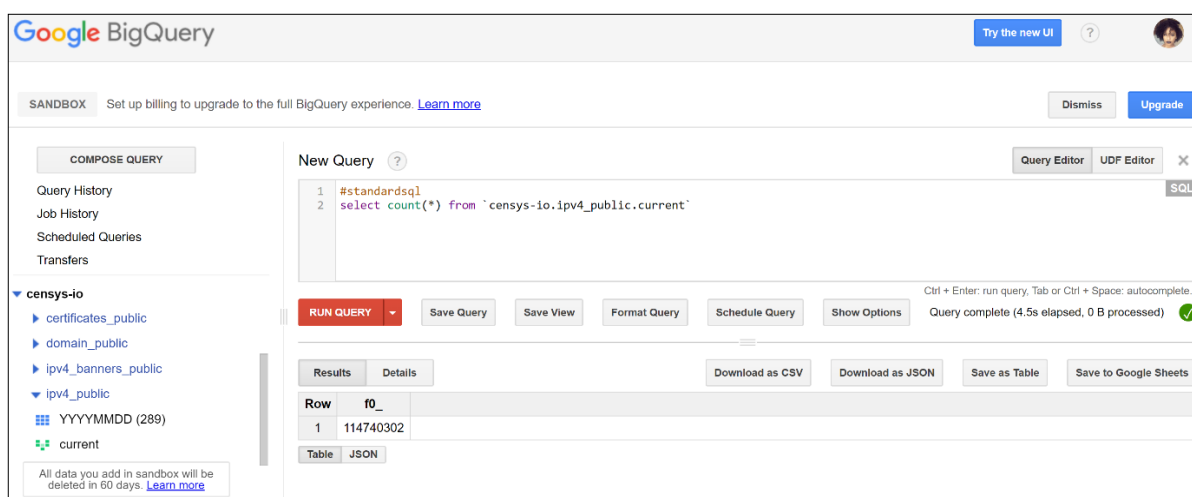 Google BigQuery
Try the new UI
?
SANDBOX Set up billing to upgrade to the full BigQuery experience. Learn more
Dismiss
Upgrade
COMPOSE QUERY
Query History
Job History
Scheduled Queries
Transfers
censys-io
certificates_public
domain_public
ipv4_banners_public
ipv4_public
YYYYMMDD (289)
current
All data you add in sandbox will be
deleted in 60 days. Learn more
New Query ?
Query Editor UDF Editor ×
SQL
1 #standardsql
2 select count(*) from `censys-io.ipv4_public.current`
Ctrl + Enter: run query, Tab or Ctrl + Space: autocomplete.
RUN QUERY Save Query Save View Format Query Schedule Query Show Options Query complete (4.5s elapsed, 0 B processed)
Results Details Download as CSV Download as JSON Save as Table Save to Google Sheets
Row f0_
1 114740302
Table JSON